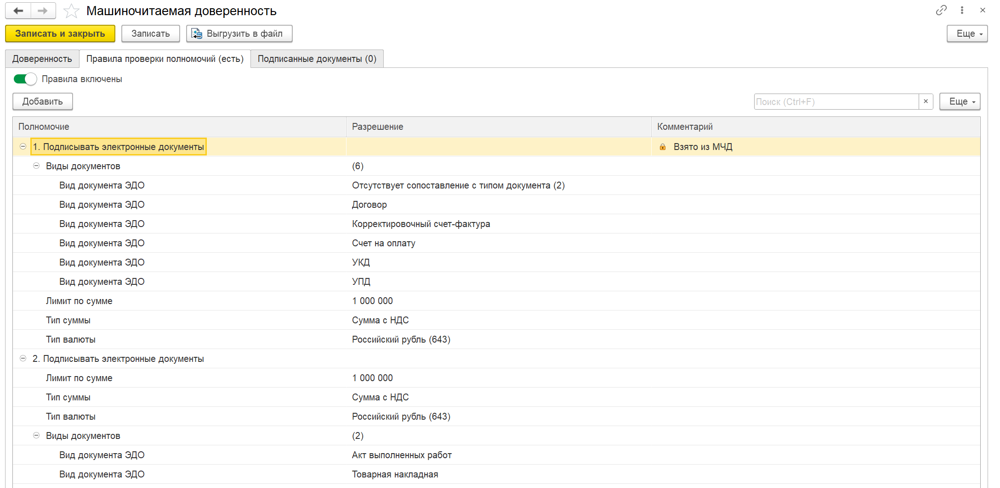 Машиночитаемая доверенность
Записать и закрыть Записать Выгрузить в файл Еще
Доверенность Правила проверки полномочий (есть) Подписанные документы (0)
Правила включены
Добавить Поиск (Ctrl+F) × Еще
Полномочие Разрешение Комментарий
1. Подписывать электронные документы Взято из МЧД
Виды документов (6)
Вид документа ЭДО Отсутствует сопоставление с типом документа (2)
Вид документа ЭДО Договор
Вид документа ЭДО Корректировочный счет-фактура
Вид документа ЭДО Счет на оплату
Вид документа ЭДО УКД
Вид документа ЭДО УПД
Лимит по сумме 1 000 000
Тип суммы Сумма с НДС
Тип валюты Российский рубль (643)
2. Подписывать электронные документы
Лимит по сумме 1 000 000
Тип суммы Сумма с НДС
Тип валюты Российский рубль (643)
Виды документов (2)
Вид документа ЭДО Акт выполненных работ
Вид документа ЭДО Товарная накладная